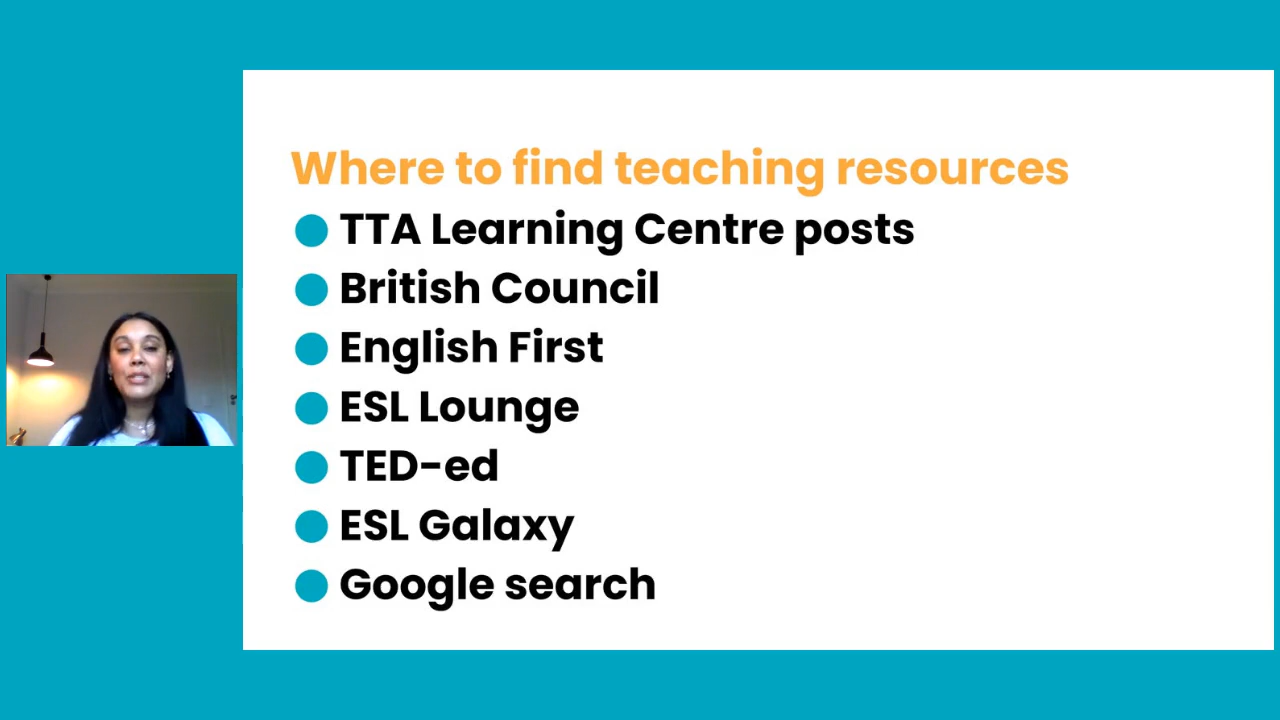 Where to find teaching resources
TTA Learning Centre posts
British Council
English First
ESL Lounge
TED-ed
ESL Galaxy
Google search